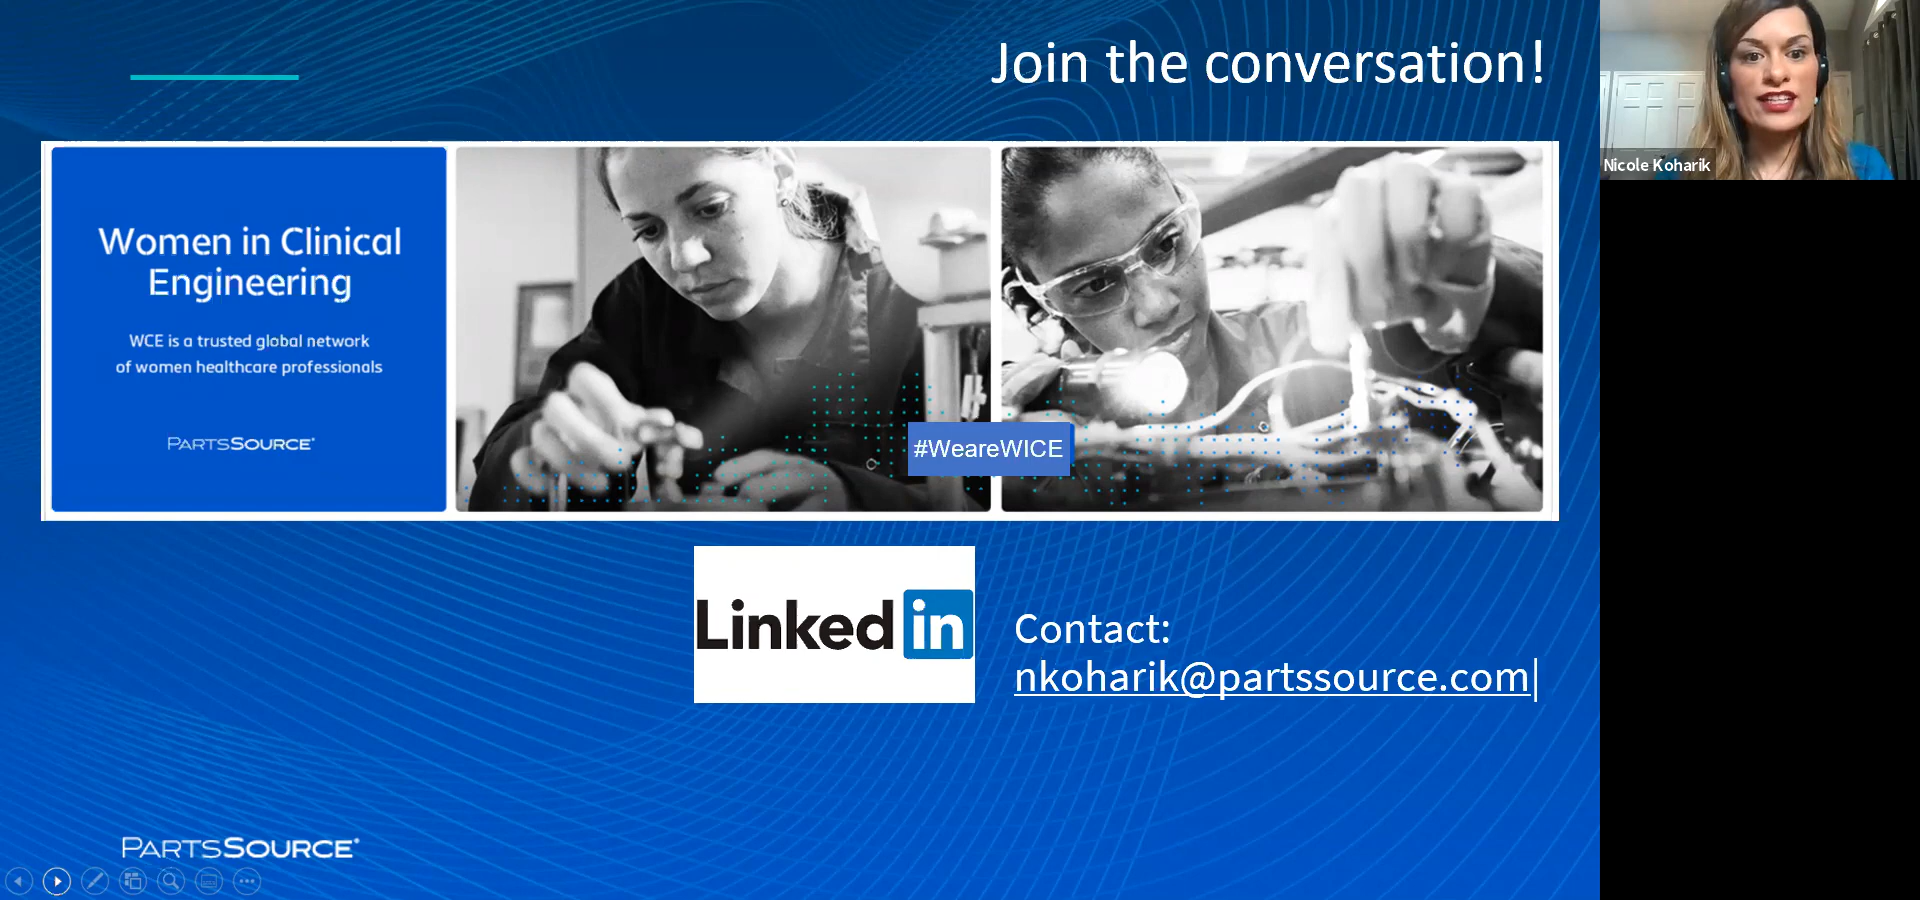 Join the conversation!
Nicole Koharik
Women in Clinical
Engineering
WCE is a trusted global network
of women healthcare professionals
PARTSSOURCE®
#WeareWICE
Linked in
Contact:
nkoharik@partssource.com
PARTSSOURCE®